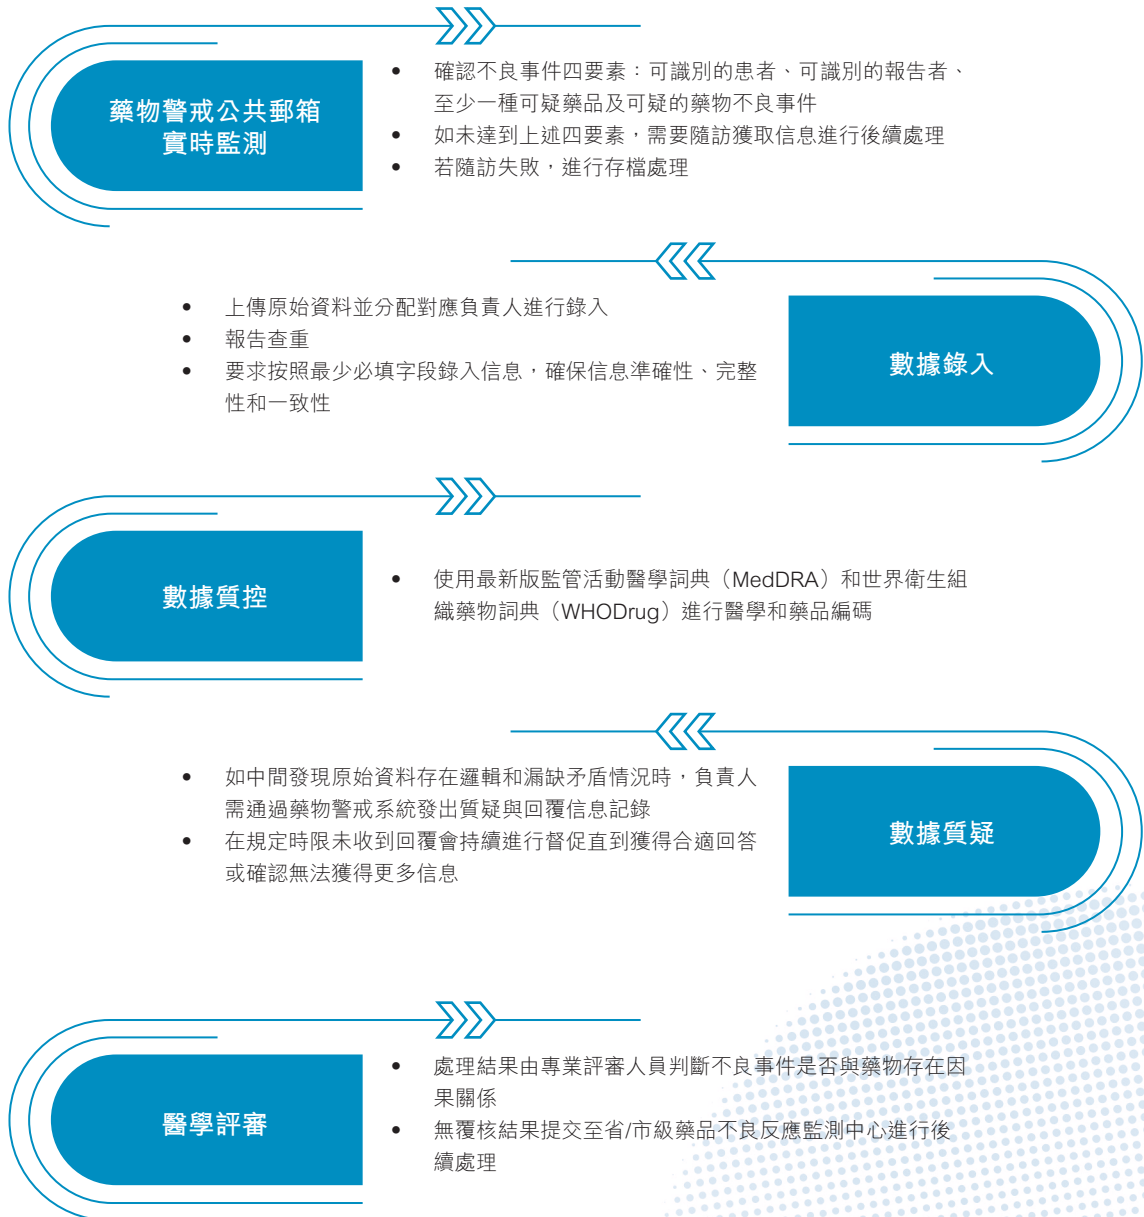 藥物警戒公共郵箱
實時監測
• 確認不良事件四要素：可識別的患者、可識別的報告者、
至少一種可疑藥品及可疑的藥物不良事件
• 如未達到上述四要素，需要隨訪獲取信息進行後續處理
• 若隨訪失敗，進行存檔處理
• 上傳原始資料並分配對應負責人進行錄入
• 報告查重
• 要求按照最少必填字段錄入信息，確保信息準確性、完整
性和一致性
數據錄入
數據質控
• 使用最新版監管活動醫學詞典（MedDRA）和世界衛生組
織藥物詞典（WHODrug）進行醫學和藥品編碼
• 如中間發現原始資料存在邏輯和漏缺矛盾情況時，負責人
需通過藥物警戒系統發出質疑與回覆信息記錄
• 在規定時限未收到回覆會持續進行督促直到獲得合適回答
或確認無法獲得更多信息
數據質疑
醫學評審
• 處理結果由專業評審人員判斷不良事件是否與藥物存在因
果關係
• 無覆核結果提交至省/市級藥品不良反應監測中心進行後
續處理